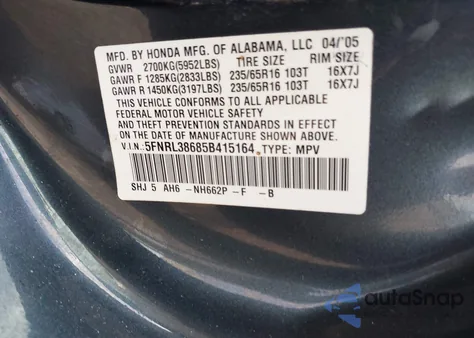 MFD. BY HONDA MFG. OF ALABAMA, LLC 04/'05
GVWR 2700KG(5952LBS) TIRE SIZE RIM SIZE
GAWR F 1285KG(2833LBS) 235/65R16 103T 16X7J
GAWR R 1450KG(3197LBS) 235/65R16 103T 16X7J
THIS VEHICLE CONFORMS TO ALL APPLICABLE
FEDERAL MOTOR VEHICLE SAFETY
AND THEFT PREVENTION STANDARDS IN EFFECT
ON THE DATE OF MANUFACTURE SHOWN ABOVE.
V.I.N.: 5FNRL38685B415164 TYPE: MPV
SHJ 5 AH6 -NH662P -F -B
autoSnap